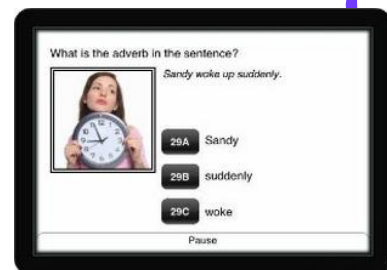 What is the adverb in the sentence?
Sandy woke up suddenly.
29A Sandy
29B suddenly
29C woke
Pause